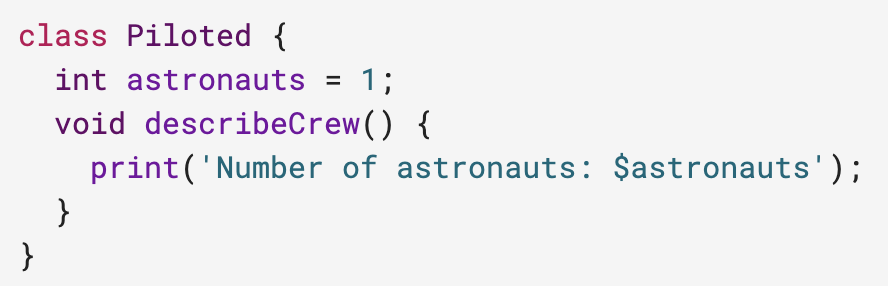 class Piloted {
  int astronauts = 1;
  void describeCrew() {
    print('Number of astronauts: $astronauts');
  }
}